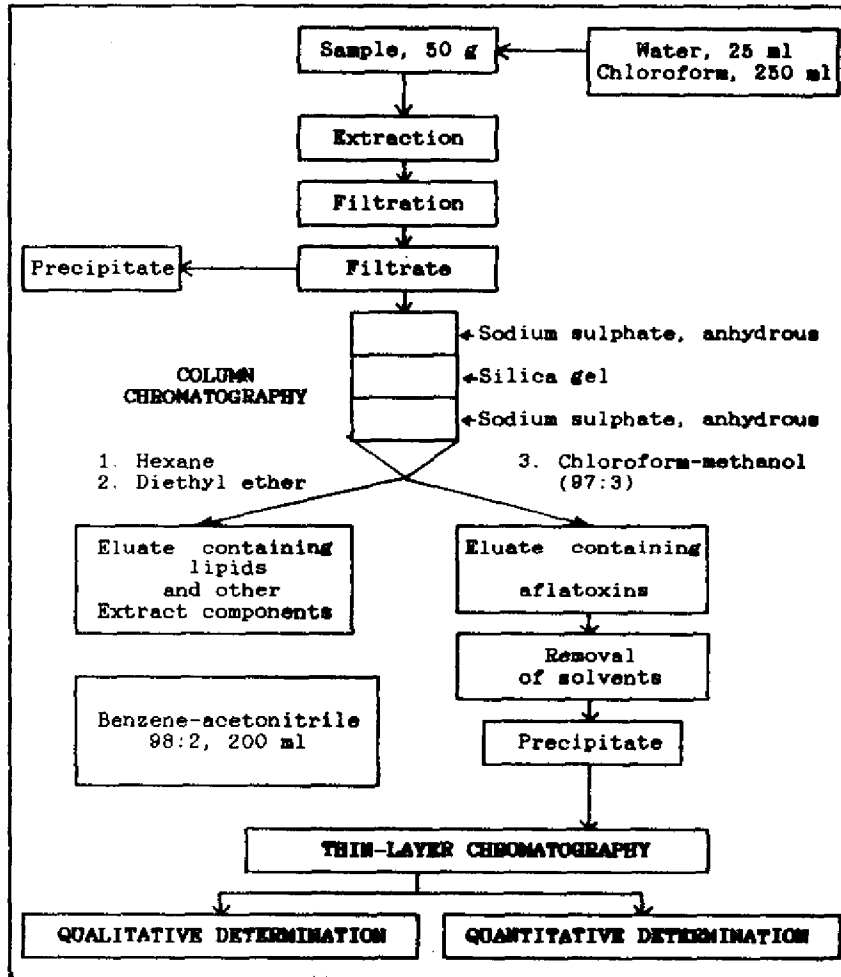 Sample, 50 g
Water, 25 ml
Chloroform, 250 ml
Extraction
Filtration
Precipitate
Filtrate
Sodium sulphate, anhydrous
COLUMN
CHROMATOGRAPHY
Silica gel
Sodium sulphate, anhydrous
1. Hexane
2. Diethyl ether
3. Chloroform-methanol
(97:3)
Eluate containing
lipids
and other
Extract components
Eluate containing
aflatoxins
Removal
of solvents
Benzene-acetonitrile
98:2, 200 ml
Precipitate
THIN-LAYER CHROMATOGRAPHY
QUALITATIVE DETERMINATION
QUANTITATIVE DETERMINATION